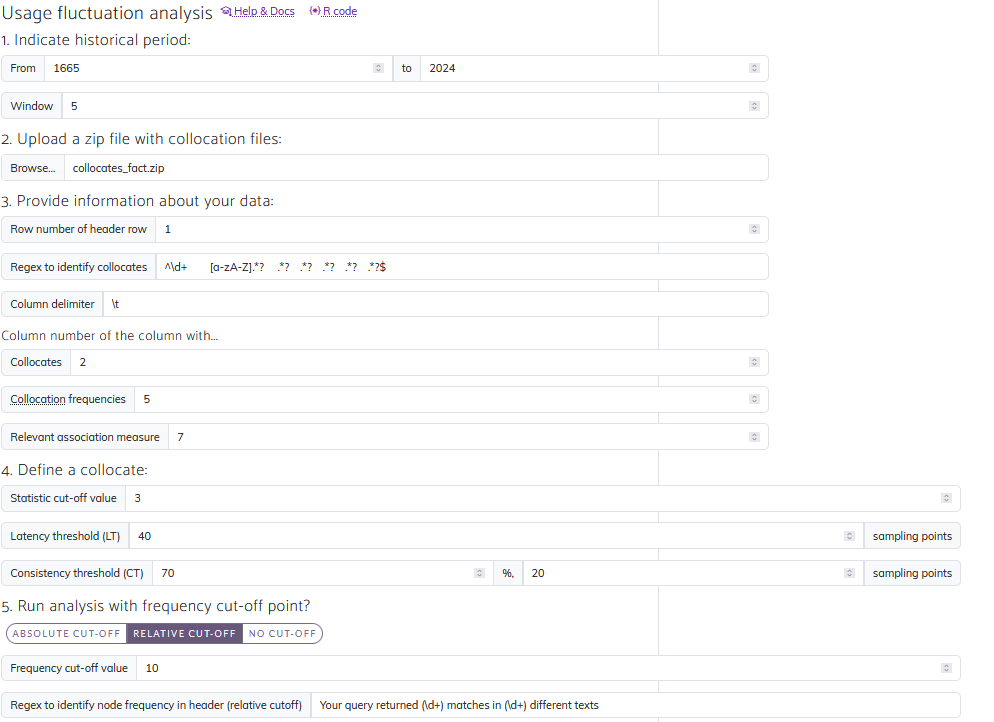 Usage fluctuation analysis Help & Docs R code
1. Indicate historical period:
From 1665 to 2024
Window 5
2. Upload a zip file with collocation files:
Browse... collocates_fact.zip
3. Provide information about your data:
Row number of header row 1
Regex to identify collocates ^\d+ [a-zA-Z].*? .*? .*? .*? .*? .*?$
Column delimiter \t
Column number of the column with...
Collocates 2
Collocation frequencies 5
Relevant association measure 7
4. Define a collocate:
Statistic cut-off value 3
Latency threshold (LT) 40 sampling points
Consistency threshold (CT) 70 %, 20 sampling points
5. Run analysis with frequency cut-off point?
ABSOLUTE CUT-OFF RELATIVE CUT-OFF NO CUT-OFF
Frequency cut-off value 10
Regex to identify node frequency in header (relative cutoff) Your query returned (\d+) matches in (\d+) different texts